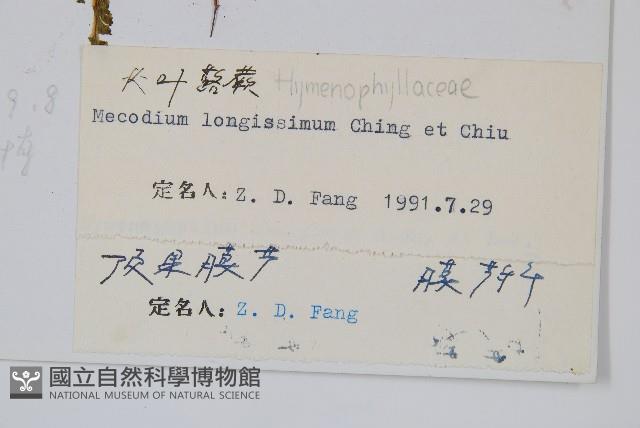 长叶蕗蕨 Hymenophyllaceae
Mecodium longissimum Ching et Chiu
定名人: Z. D. Fang 1991.7.29
顶果膜蕨 膜蕨科
定名人: Z. D. Fang
9.8
國立自然科學博物館
NATIONAL MUSEUM OF NATURAL SCIENCE